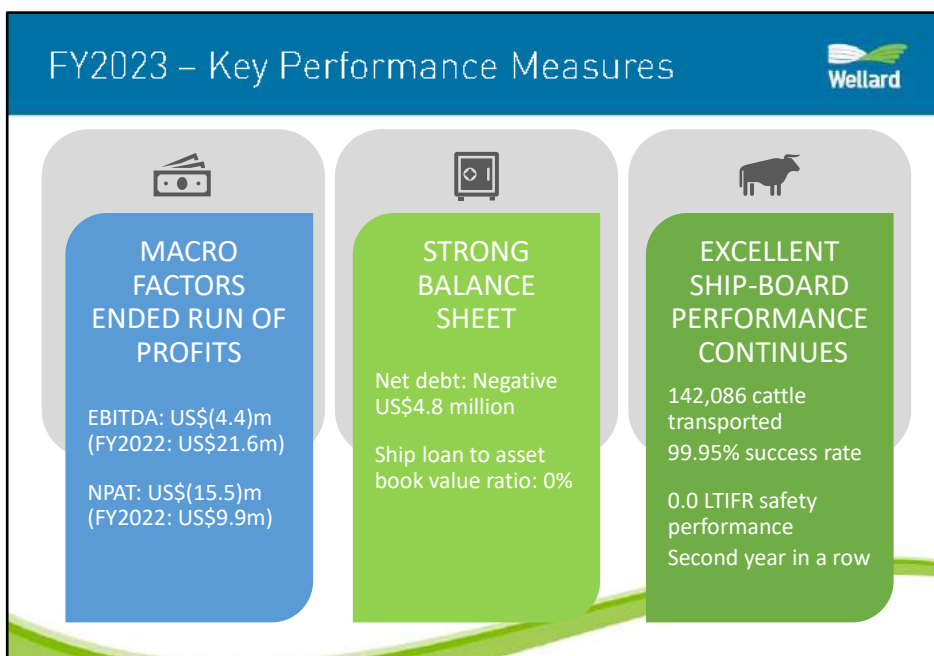 FY2023 – Key Performance Measures
Wellard
MACRO
FACTORS
ENDED RUN OF
PROFITS
EBITDA: US$(4.4)m
(FY2022: US$21.6m)
NPAT: US$(15.5)m
(FY2022: US$9.9m)
STRONG
BALANCE
SHEET
Net debt: Negative
US$4.8 million
Ship loan to asset
book value ratio: 0%
EXCELLENT
SHIP-BOARD
PERFORMANCE
CONTINUES
142,086 cattle
transported
99.95% success rate
0.0 LTIFR safety
performance
Second year in a row